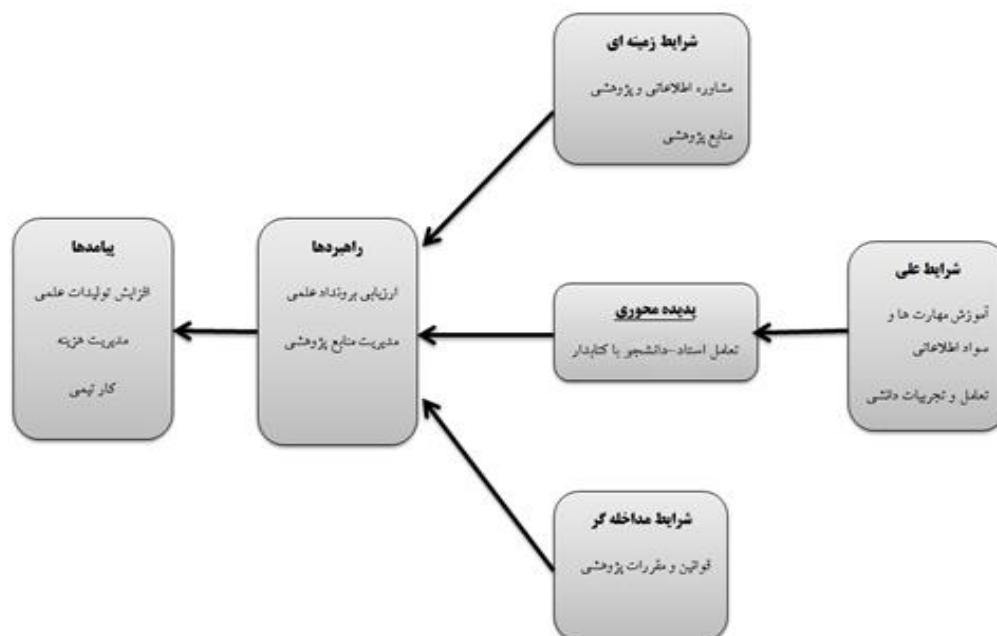 شرایط زمینه ای
مشاوره اطلاعاتی و پژوهشی
منابع پژوهشی
شرایط علی
آموزش مهارت ها و
سواد اطلاعاتی
تعامل و تجربیات دانشی
پدیده محوری
تعامل استاد-دانشجو با کتابدار
راهبردها
ارزیابی برونداد علمی
مدیریت منابع پژوهشی
پیامدها
افزایش تولیدات علمی
مدیریت هزینه
کار تیمی
شرایط مداخله گر
قوانین و مقررات پژوهشی